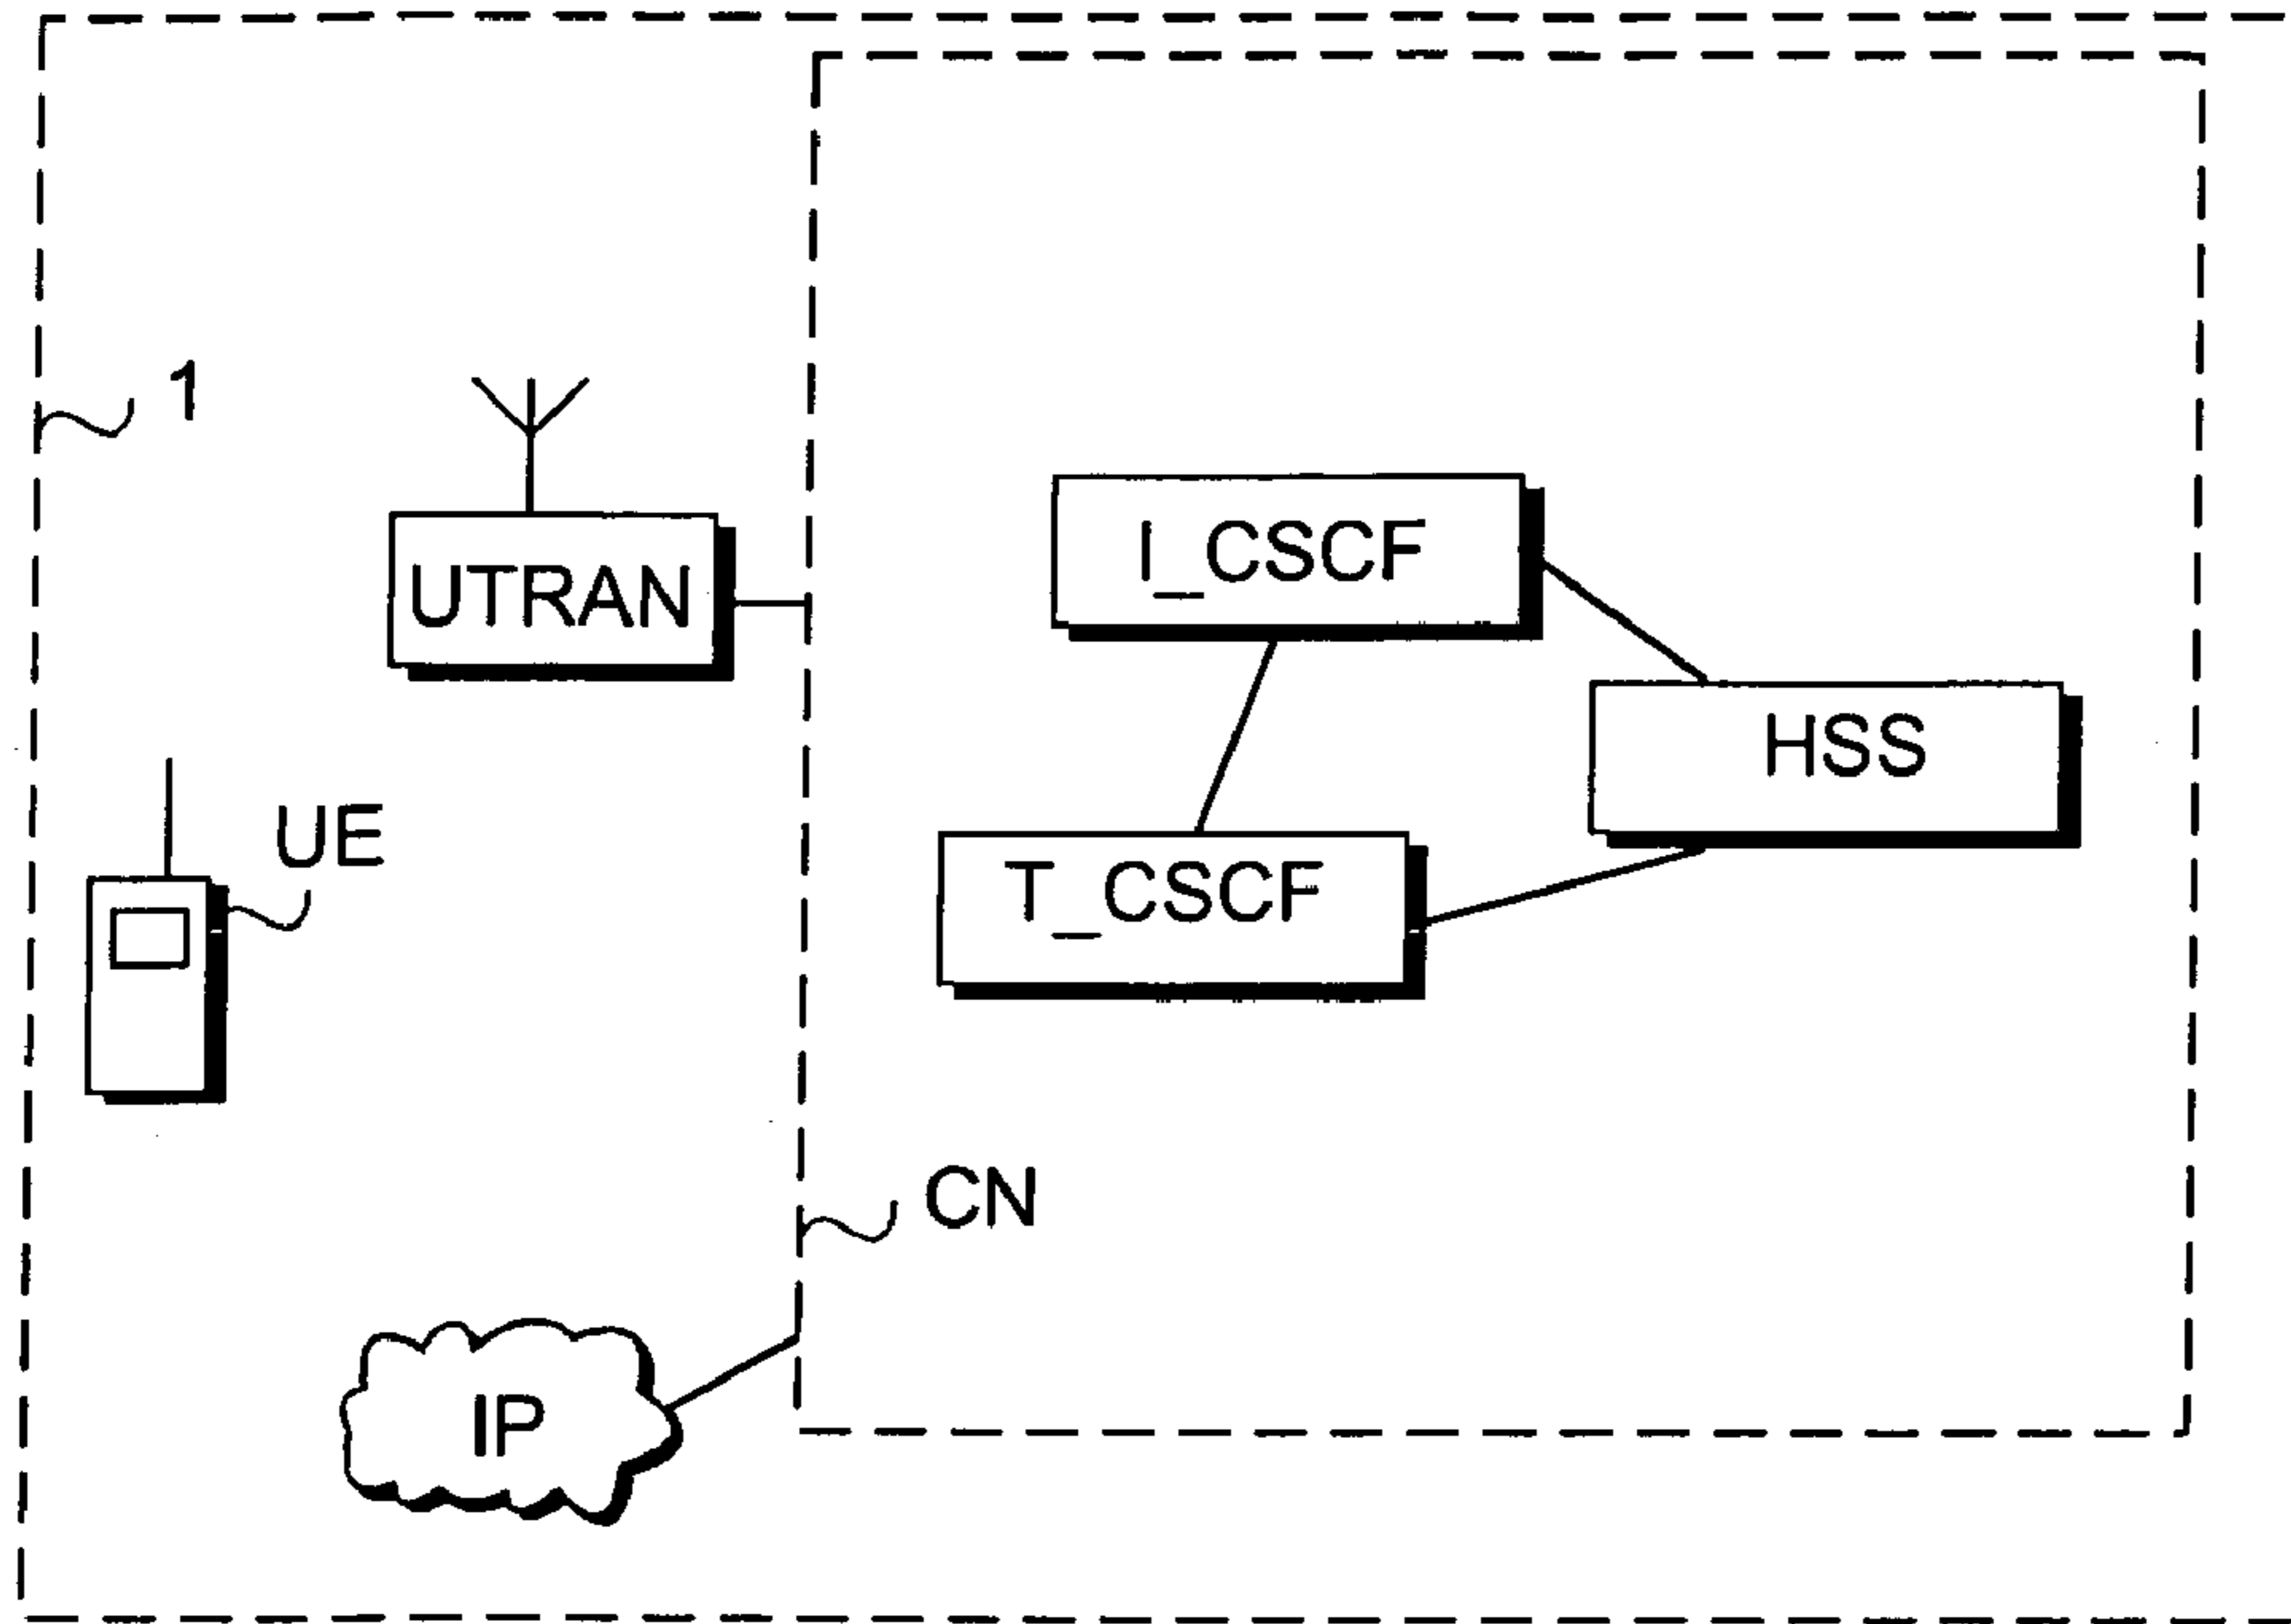 1
UTRAN
I_CSCF
HSS
UE
T_CSCF
CN
IP